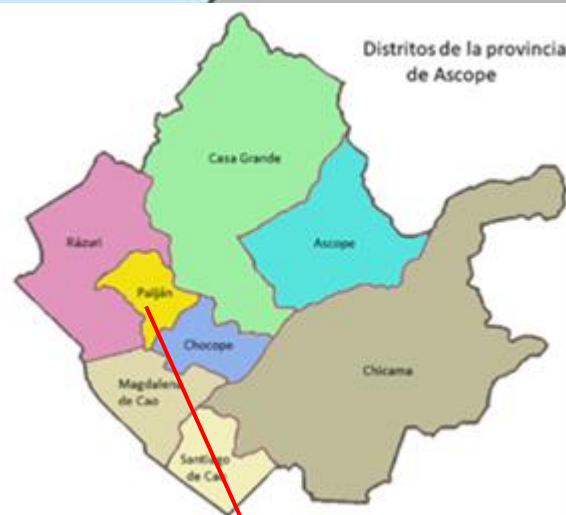 Distritos de la provincia
de Ascope
Casa Grande
Rázuri
Ascope
Paiján
Chocope
Chicama
Magdalena
de Cao
Santiago
de Cao